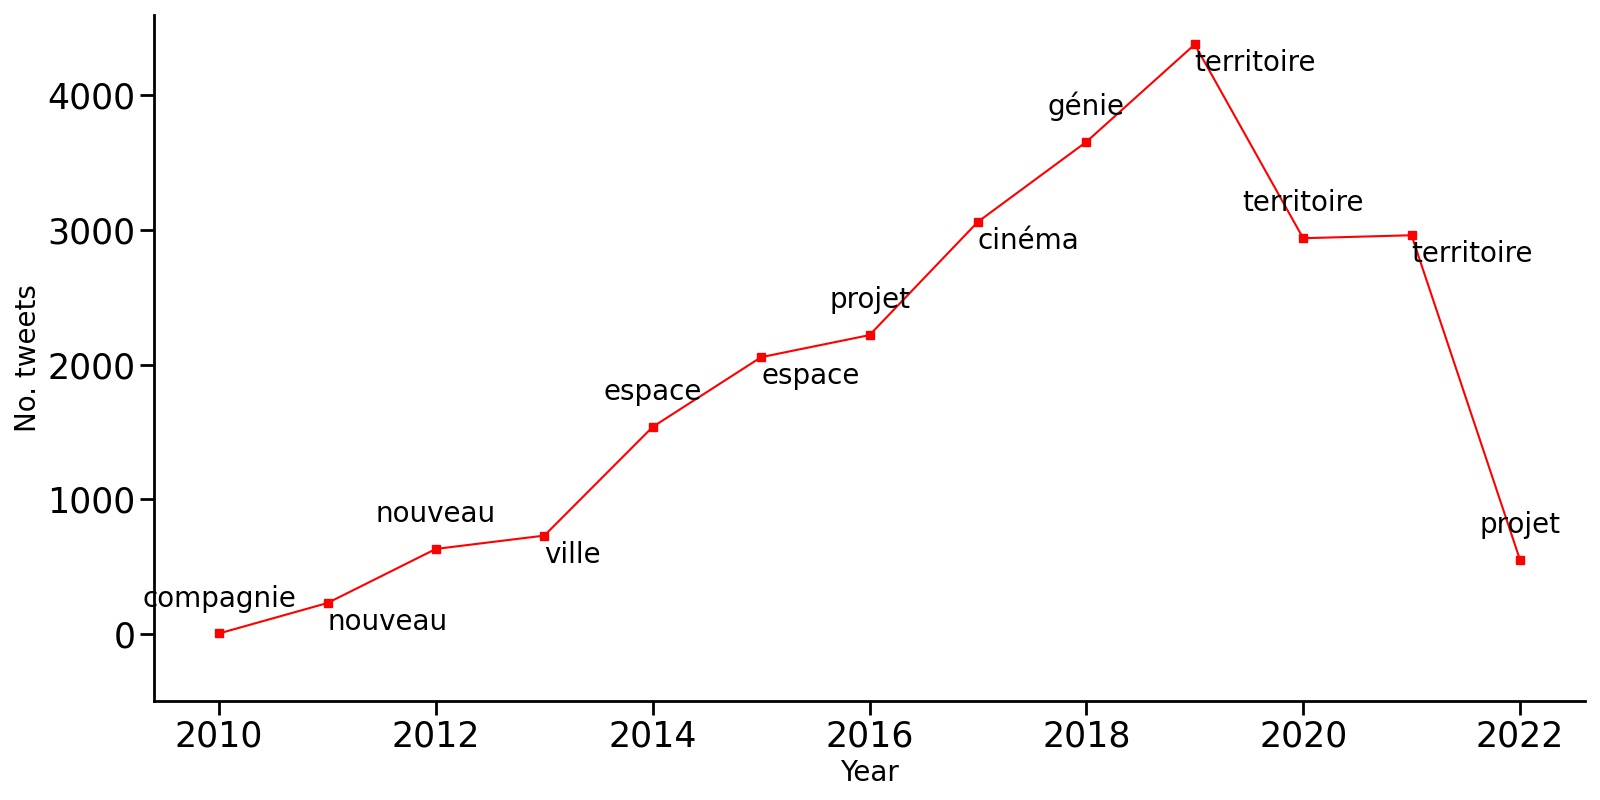 territoire
4000
génie
territoire
3000
territoire
cinéma
projet
No. tweets
2000
espace
espace
1000
nouveau
projet
ville
compagnie
nouveau
0
2010 2012 2014 2016 2018 2020 2022
Year